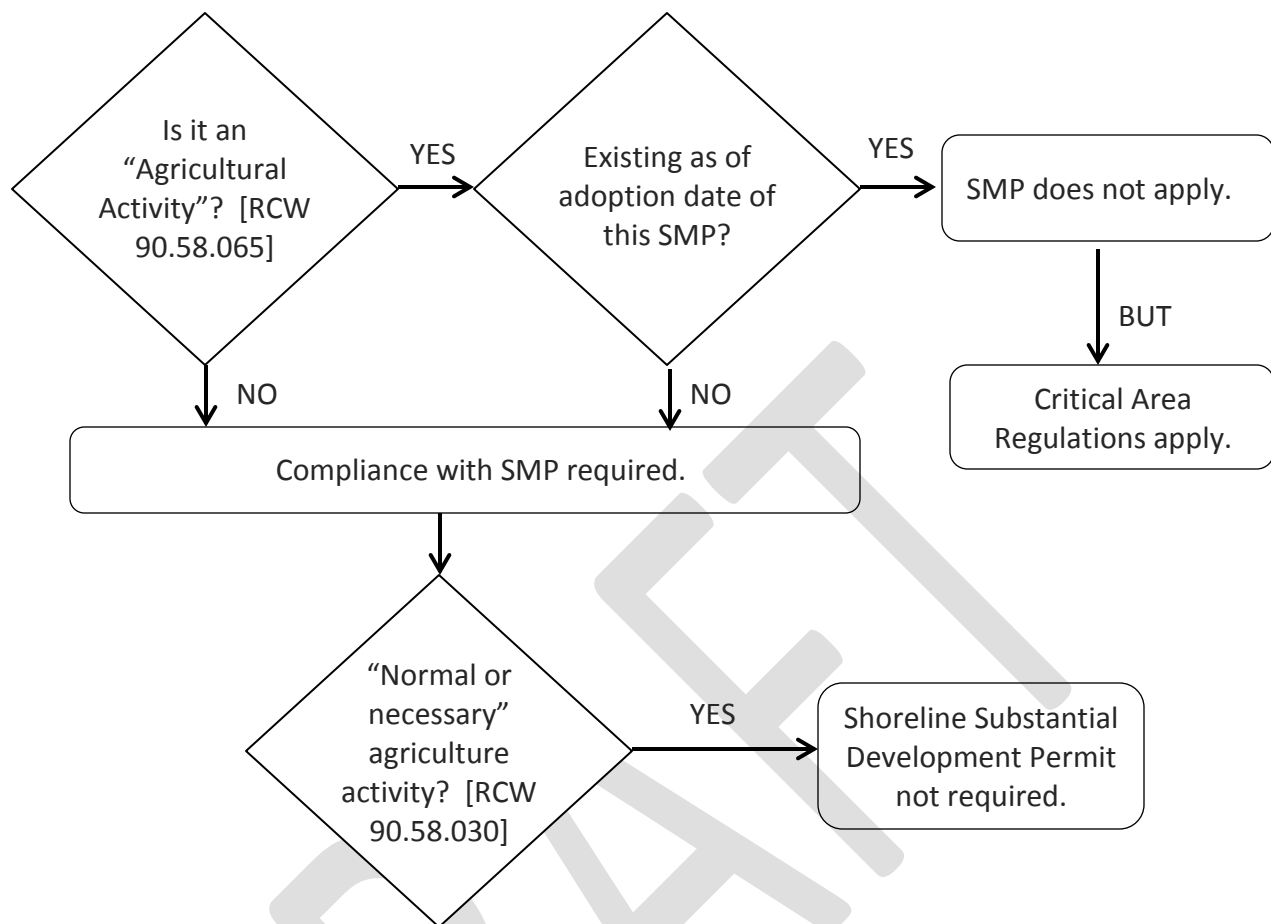 Is it an
“Agricultural
Activity”?  [RCW
90.58.065]
YES
Existing as of
adoption date of
this SMP?
YES
SMP does not apply.
BUT
Critical Area
Regulations apply.
NO
NO
Compliance with SMP required.
“Normal or
necessary”
agriculture
activity?  [RCW
90.58.030]
YES
Shoreline Substantial
Development Permit
not required.
RAFT